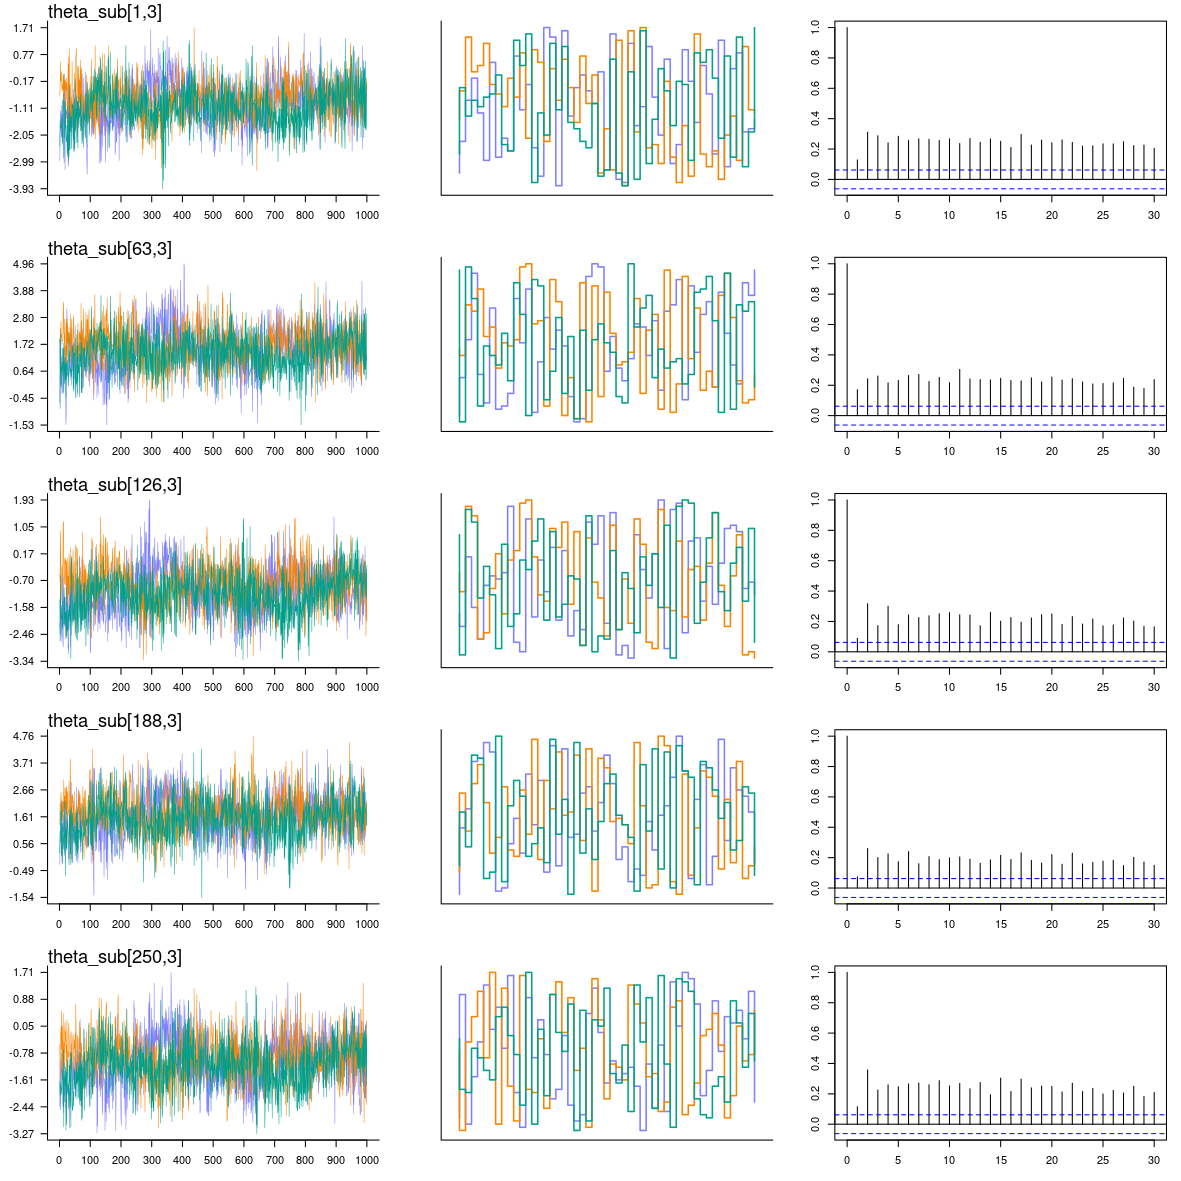 theta_sub[1,3]
1.71
0.77
-0.17
-1.11
-2.05
-2.99
-3.93
0 100 200 300 400 500 600 700 800 900 1000
0.0 0.2 0.4 0.6 0.8 1.0
0 5 10 15 20 25 30
theta_sub[63,3]
4.96
3.88
2.80
1.72
0.64
-0.45
-1.53
0 100 200 300 400 500 600 700 800 900 1000
0.0 0.2 0.4 0.6 0.8 1.0
0 5 10 15 20 25 30
theta_sub[126,3]
1.93
1.05
0.17
-0.70
-1.58
-2.46
-3.34
0 100 200 300 400 500 600 700 800 900 1000
0.0 0.2 0.4 0.6 0.8 1.0
0 5 10 15 20 25 30
theta_sub[188,3]
4.76
3.71
2.66
1.61
0.56
-0.49
-1.54
0 100 200 300 400 500 600 700 800 900 1000
0.0 0.2 0.4 0.6 0.8 1.0
0 5 10 15 20 25 30
theta_sub[250,3]
1.71
0.88
0.05
-0.78
-1.61
-2.44
-3.27
0 100 200 300 400 500 600 700 800 900 1000
0.0 0.2 0.4 0.6 0.8 1.0
0 5 10 15 20 25 30